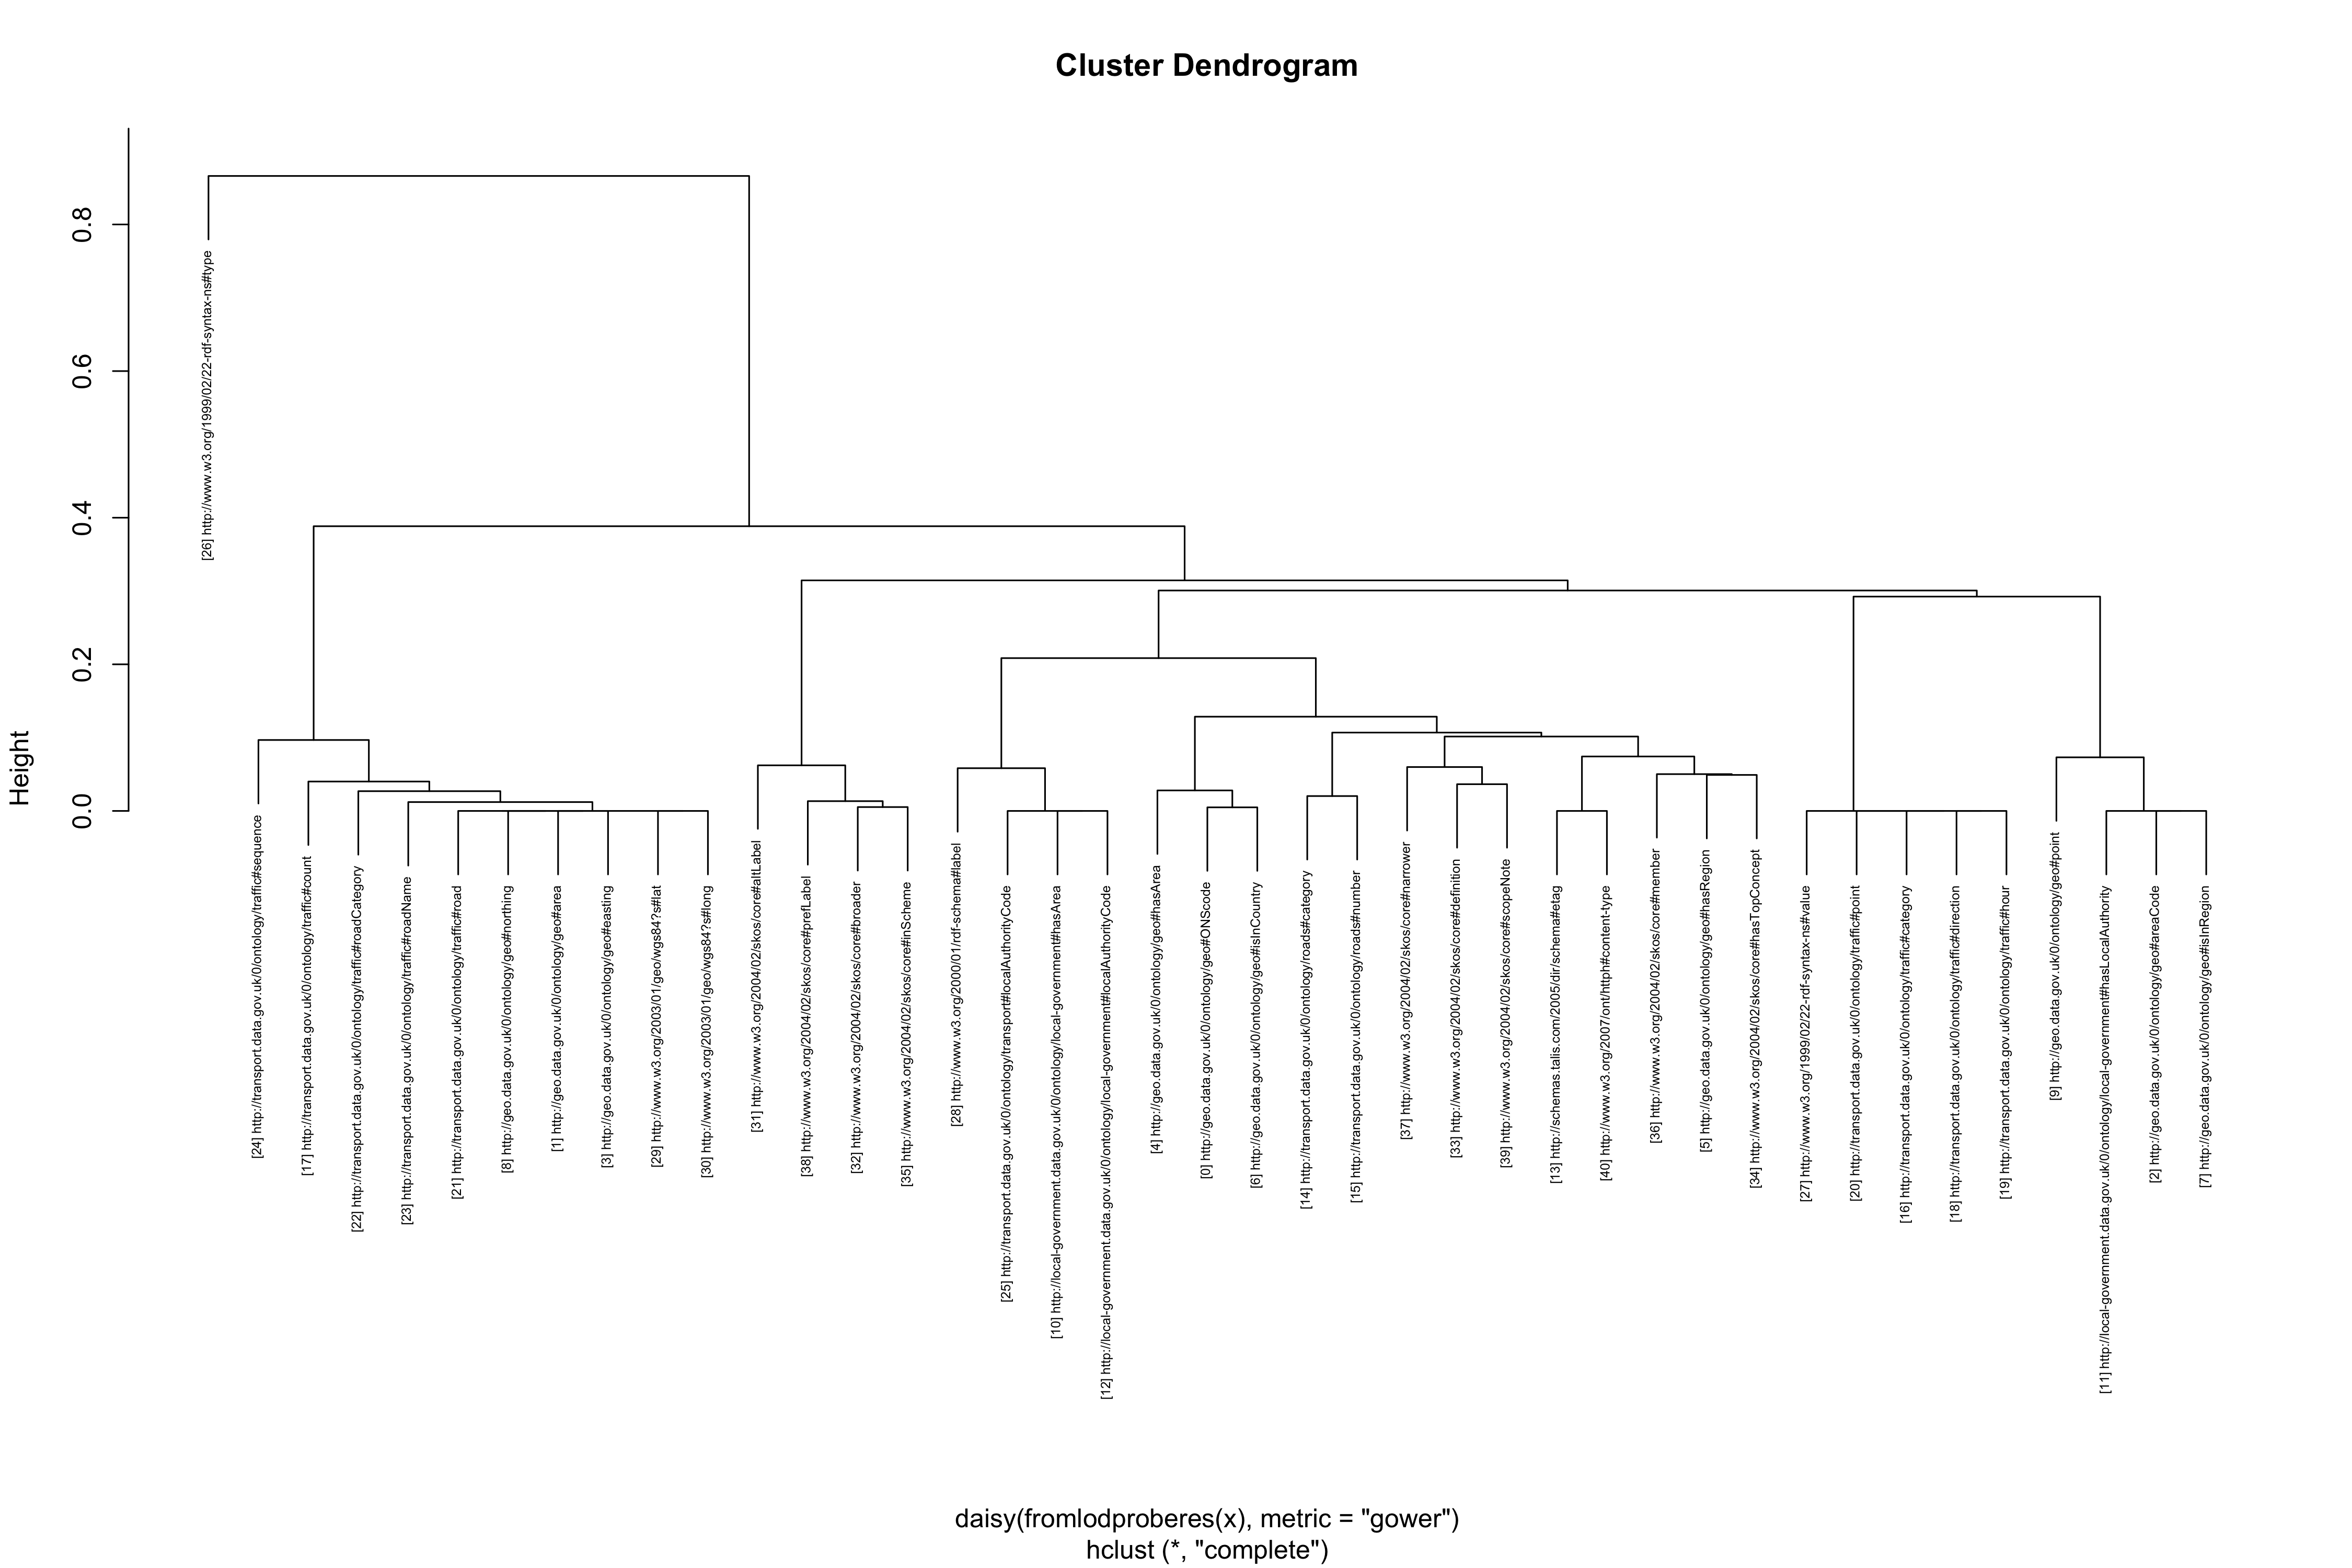 Cluster Dendrogram
Height
0.0
0.2
0.4
0.6
0.8
[26] http://www.w3.org/1999/02/22-rdf-syntax-ns#type
[24] http://transport.data.gov.uk/0/ontology/traffic#sequence
[17] http://transport.data.gov.uk/0/ontology/traffic#count
[22] http://transport.data.gov.uk/0/ontology/traffic#roadCategory
[23] http://transport.data.gov.uk/0/ontology/traffic#roadName
[21] http://transport.data.gov.uk/0/ontology/traffic#road
[8] http://geo.data.gov.uk/0/ontology/geo#northing
[1] http://geo.data.gov.uk/0/ontology/geo#area
[3] http://geo.data.gov.uk/0/ontology/geo#easting
[29] http://www.w3.org/2003/01/geo/wgs84?s#lat
[30] http://www.w3.org/2003/01/geo/wgs84?s#long
[31] http://www.w3.org/2004/02/skos/core#altLabel
[38] http://www.w3.org/2004/02/skos/core#prefLabel
[32] http://www.w3.org/2004/02/skos/core#broader
[35] http://www.w3.org/2004/02/skos/core#inScheme
[28] http://www.w3.org/2000/01/rdf-schema#label
[25] http://transport.data.gov.uk/0/ontology/transport#localAuthorityCode
[10] http://local-government.data.gov.uk/0/ontology/local-government#hasArea
[12] http://local-government.data.gov.uk/0/ontology/local-government#localAuthorityCode
[4] http://geo.data.gov.uk/0/ontology/geo#hasArea
[0] http://geo.data.gov.uk/0/ontology/geo#ONScode
[6] http://geo.data.gov.uk/0/ontology/geo#isInCountry
[14] http://transport.data.gov.uk/0/ontology/roads#category
[15] http://transport.data.gov.uk/0/ontology/roads#number
[37] http://www.w3.org/2004/02/skos/core#narrower
[33] http://www.w3.org/2004/02/skos/core#definition
[39] http://www.w3.org/2004/02/skos/core#scopeNote
[13] http://schemas.talis.com/2005/dir/schema#etag
[40] http://www.w3.org/2007/ont/httph#content-type
[36] http://www.w3.org/2004/02/skos/core#member
[5] http://geo.data.gov.uk/0/ontology/geo#hasRegion
[34] http://www.w3.org/2004/02/skos/core#hasTopConcept
[27] http://www.w3.org/1999/02/22-rdf-syntax-ns#value
[20] http://transport.data.gov.uk/0/ontology/traffic#point
[16] http://transport.data.gov.uk/0/ontology/traffic#category
[18] http://transport.data.gov.uk/0/ontology/traffic#direction
[19] http://transport.data.gov.uk/0/ontology/traffic#hour
[9] http://geo.data.gov.uk/0/ontology/geo#point
[11] http://local-government.data.gov.uk/0/ontology/local-government#hasLocalAuthority
[2] http://geo.data.gov.uk/0/ontology/geo#areaCode
[7] http://geo.data.gov.uk/0/ontology/geo#isInRegion
daisy(fromlodproberes(x), metric = "gower")
hclust (*, "complete")